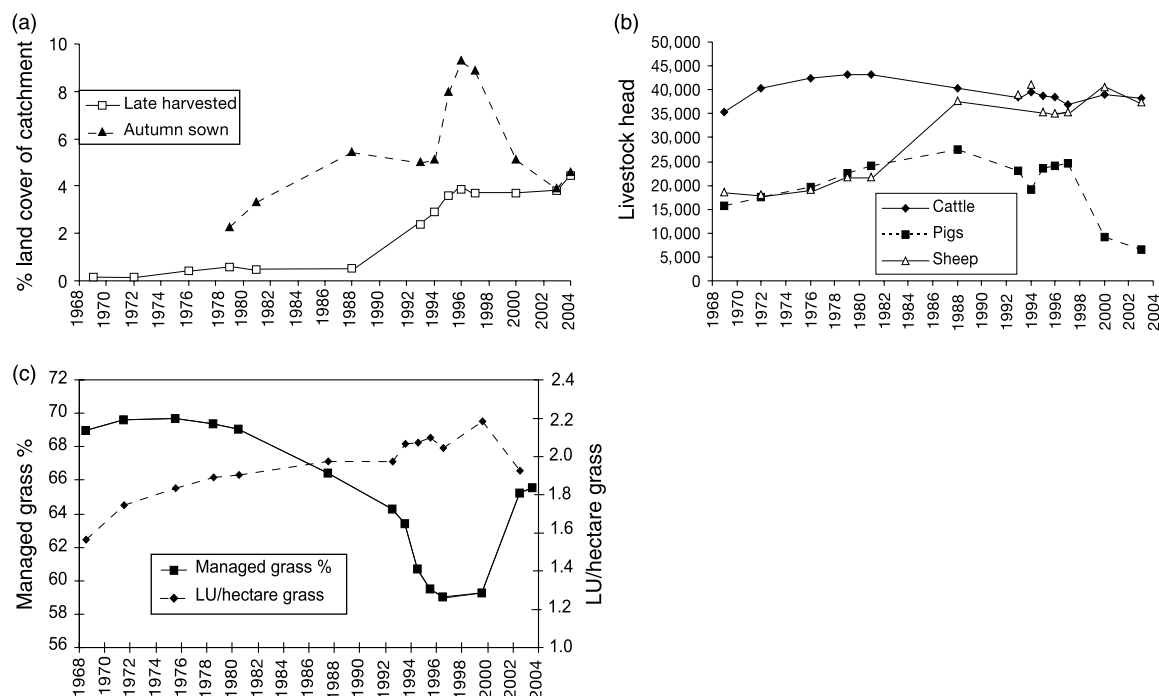 (a)
% land cover of catchment
10
8
6
4
2
0
Late harvested
Autumn sown
1968 1970 1972 1974 1976 1978 1980 1982 1984 1986 1988 1990 1992 1994 1996 1998 2000 2002 2004
(b)
Livestock head
50,000
45,000
40,000
35,000
30,000
25,000
20,000
15,000
10,000
5,000
0
Cattle
Pigs
Sheep
1968 1970 1972 1974 1976 1978 1980 1982 1984 1986 1988 1990 1992 1994 1996 1998 2000 2002 2004
(c)
Managed grass %
72
70
68
66
64
62
60
58
56
Managed grass %
LU/hectare grass
2.4
2.2
2.0
1.8
1.6
1.4
1.2
1.0
LU/hectare grass
1968 1970 1972 1974 1976 1978 1980 1982 1984 1986 1988 1990 1992 1994 1996 1998 2000 2002 2004